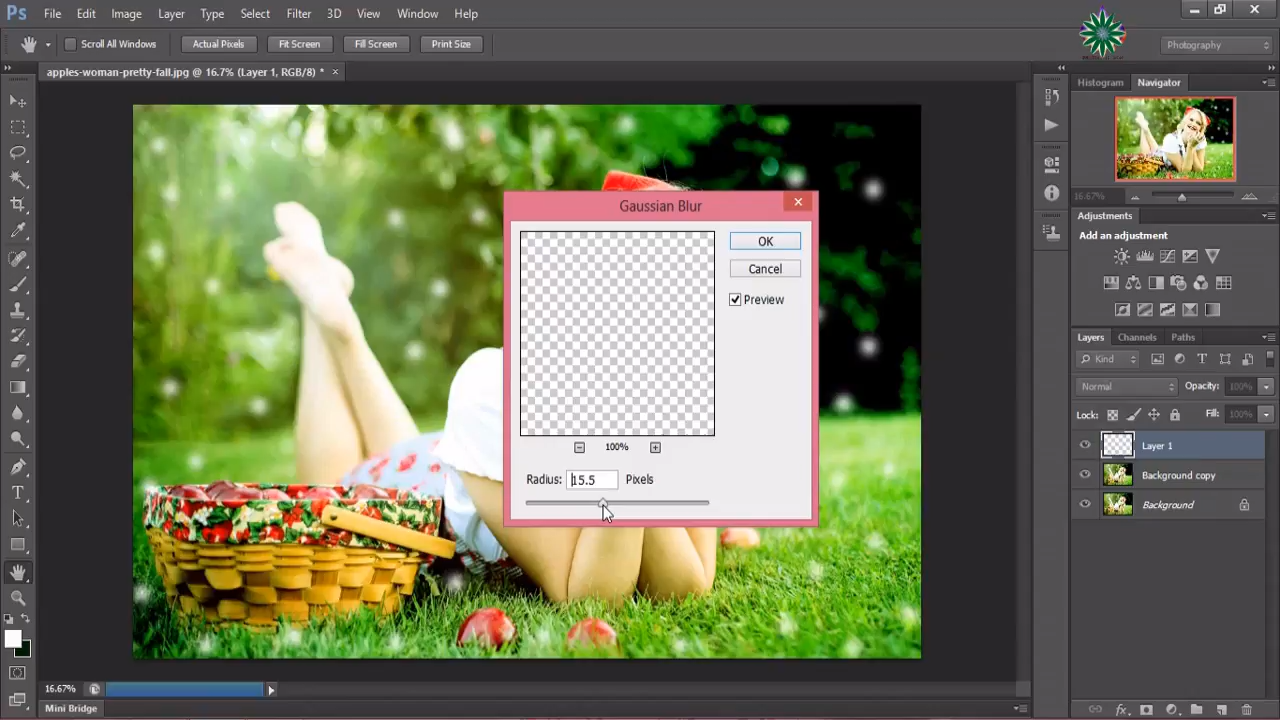 Ps File Edit Image Layer Type Select Filter 3D View Window Help
Scroll All Windows Actual Pixels Fit Screen Fill Screen Print Size Photography
apples-woman-pretty-fall.jpg @ 16.7% (Layer 1, RGB/8) * ×
Histogram Navigator
16.67%
Adjustments
Add an adjustment
Gaussian Blur
OK
Cancel
Preview
100%
Radius: 15.5 Pixels
Layers Channels Paths
Kind
Normal Opacity: 100%
Lock: Fill: 100%
Layer 1
Background copy
Background
T
16.67%
Mini Bridge